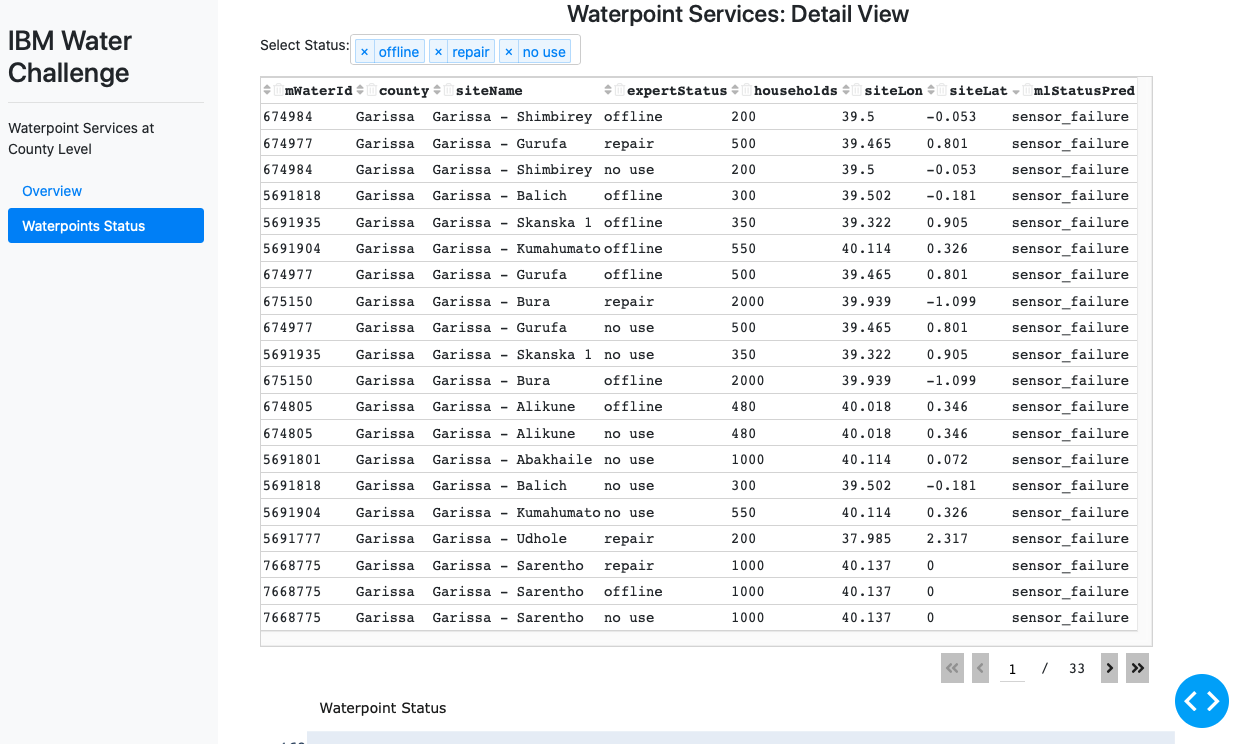 IBM Water
Challenge
Waterpoint Services at
County Level
Overview
Waterpoints Status
Waterpoint Services: Detail View
Select Status: × offline × repair × no use
mWaterId county siteName expertStatus households siteLon siteLat mlStatusPred
674984 Garissa Garissa - Shimbirey offline 200 39.5 -0.053 sensor_failure
674977 Garissa Garissa - Gurufa repair 500 39.465 0.801 sensor_failure
674984 Garissa Garissa - Shimbirey no use 200 39.5 -0.053 sensor_failure
5691818 Garissa Garissa - Balich offline 300 39.502 -0.181 sensor_failure
5691935 Garissa Garissa - Skanska 1 offline 350 39.322 0.905 sensor_failure
5691904 Garissa Garissa - Kumahumato offline 550 40.114 0.326 sensor_failure
674977 Garissa Garissa - Gurufa offline 500 39.465 0.801 sensor_failure
675150 Garissa Garissa - Bura repair 2000 39.939 -1.099 sensor_failure
674977 Garissa Garissa - Gurufa no use 500 39.465 0.801 sensor_failure
5691935 Garissa Garissa - Skanska 1 no use 350 39.322 0.905 sensor_failure
675150 Garissa Garissa - Bura offline 2000 39.939 -1.099 sensor_failure
674805 Garissa Garissa - Alikune offline 480 40.018 0.346 sensor_failure
674805 Garissa Garissa - Alikune no use 480 40.018 0.346 sensor_failure
5691801 Garissa Garissa - Abakhaile no use 1000 40.114 0.072 sensor_failure
5691818 Garissa Garissa - Balich no use 300 39.502 -0.181 sensor_failure
5691904 Garissa Garissa - Kumahumato no use 550 40.114 0.326 sensor_failure
5691777 Garissa Garissa - Udhole repair 200 37.985 2.317 sensor_failure
7668775 Garissa Garissa - Sarentho repair 1000 40.137 0 sensor_failure
7668775 Garissa Garissa - Sarentho offline 1000 40.137 0 sensor_failure
7668775 Garissa Garissa - Sarentho no use 1000 40.137 0 sensor_failure
1 / 33
Waterpoint Status